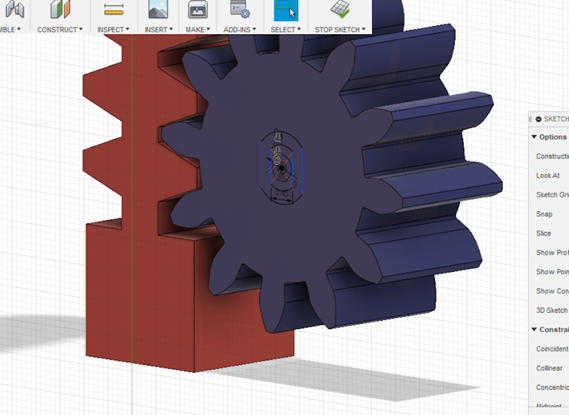 MBLE ▾ CONSTRUCT ▾ INSPECT ▾ INSERT ▾ MAKE ▾ ADD-INS ▾ SELECT ▾ STOP SKETCH ▾
SKETCH
Options
Constructi
Look At
Sketch Gri
Snap
Slice
Show Prof
Show Poin
Show Con
3D Sketch
Constrai
Coincident
Collinear
Concentric
Midpoint